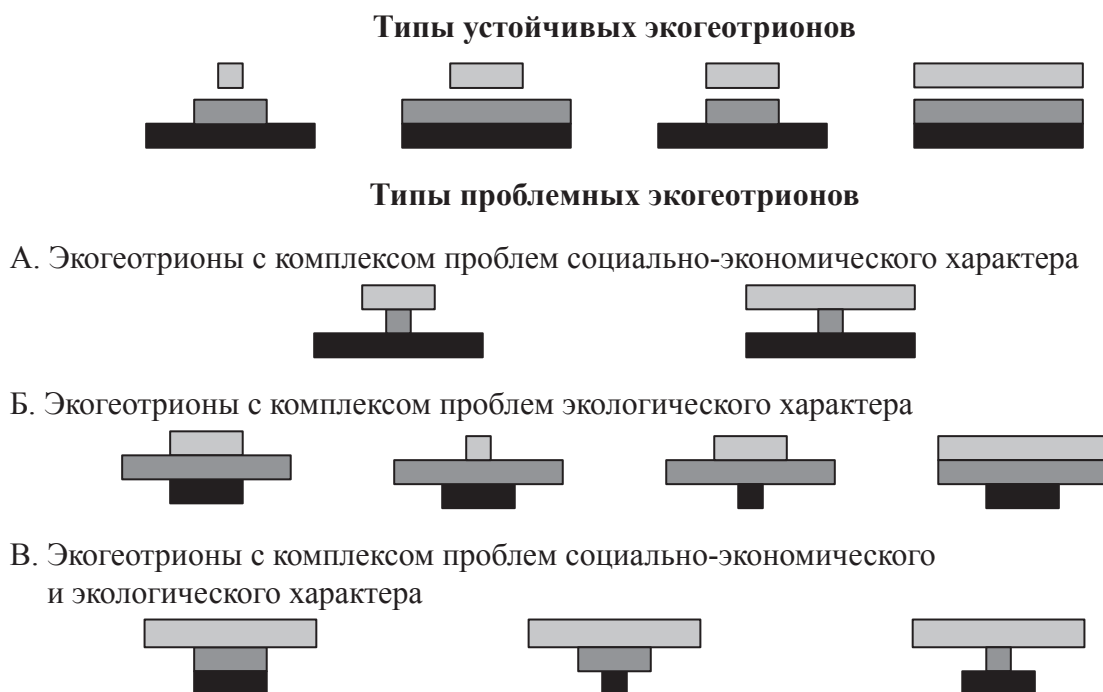 Типы устойчивых экогеотрионов
Типы проблемных экогеотрионов
А. Экогеотрионы с комплексом проблем социально-экономического характера
Б. Экогеотрионы с комплексом проблем экологического характера
В. Экогеотрионы с комплексом проблем социально-экономического
и экологического характера